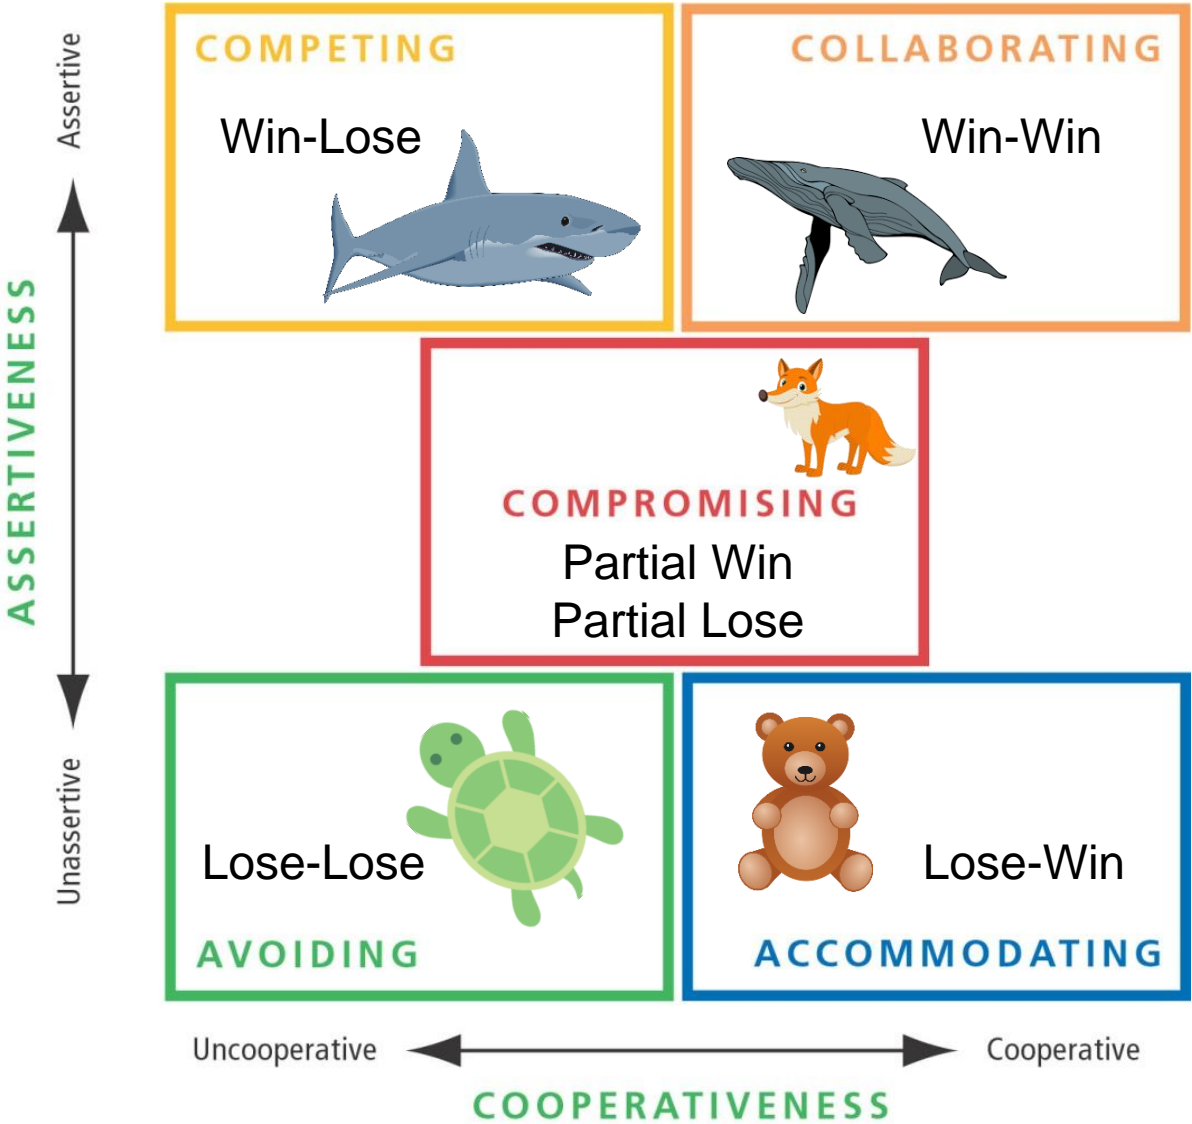 COMPETING
Win-Lose
COLLABORATING
Win-Win
Assertive
ASSERTIVENESS
Unassertive
COMPROMISING
Partial Win
Partial Lose
Lose-Lose
AVOIDING
Lose-Win
ACCOMMODATING
Uncooperative
Cooperative
COOPERATIVENESS